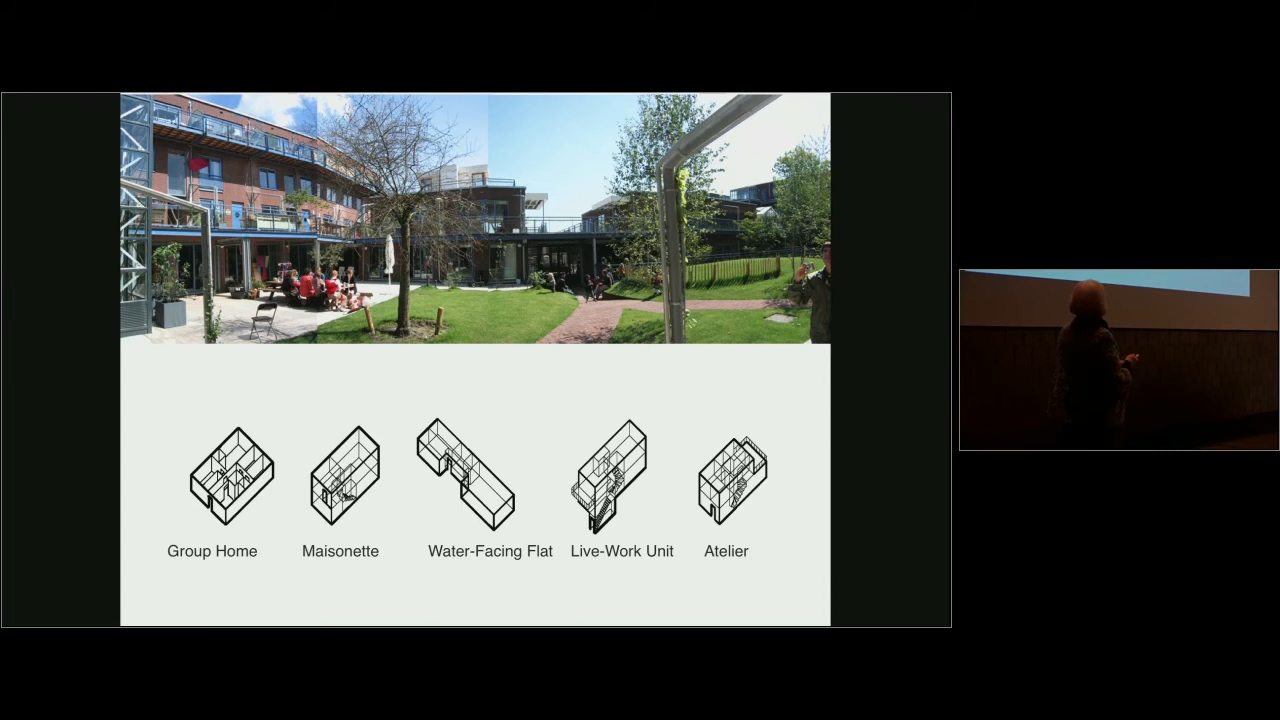 Group Home
Maisonette
Water-Facing Flat
Live-Work Unit
Atelier